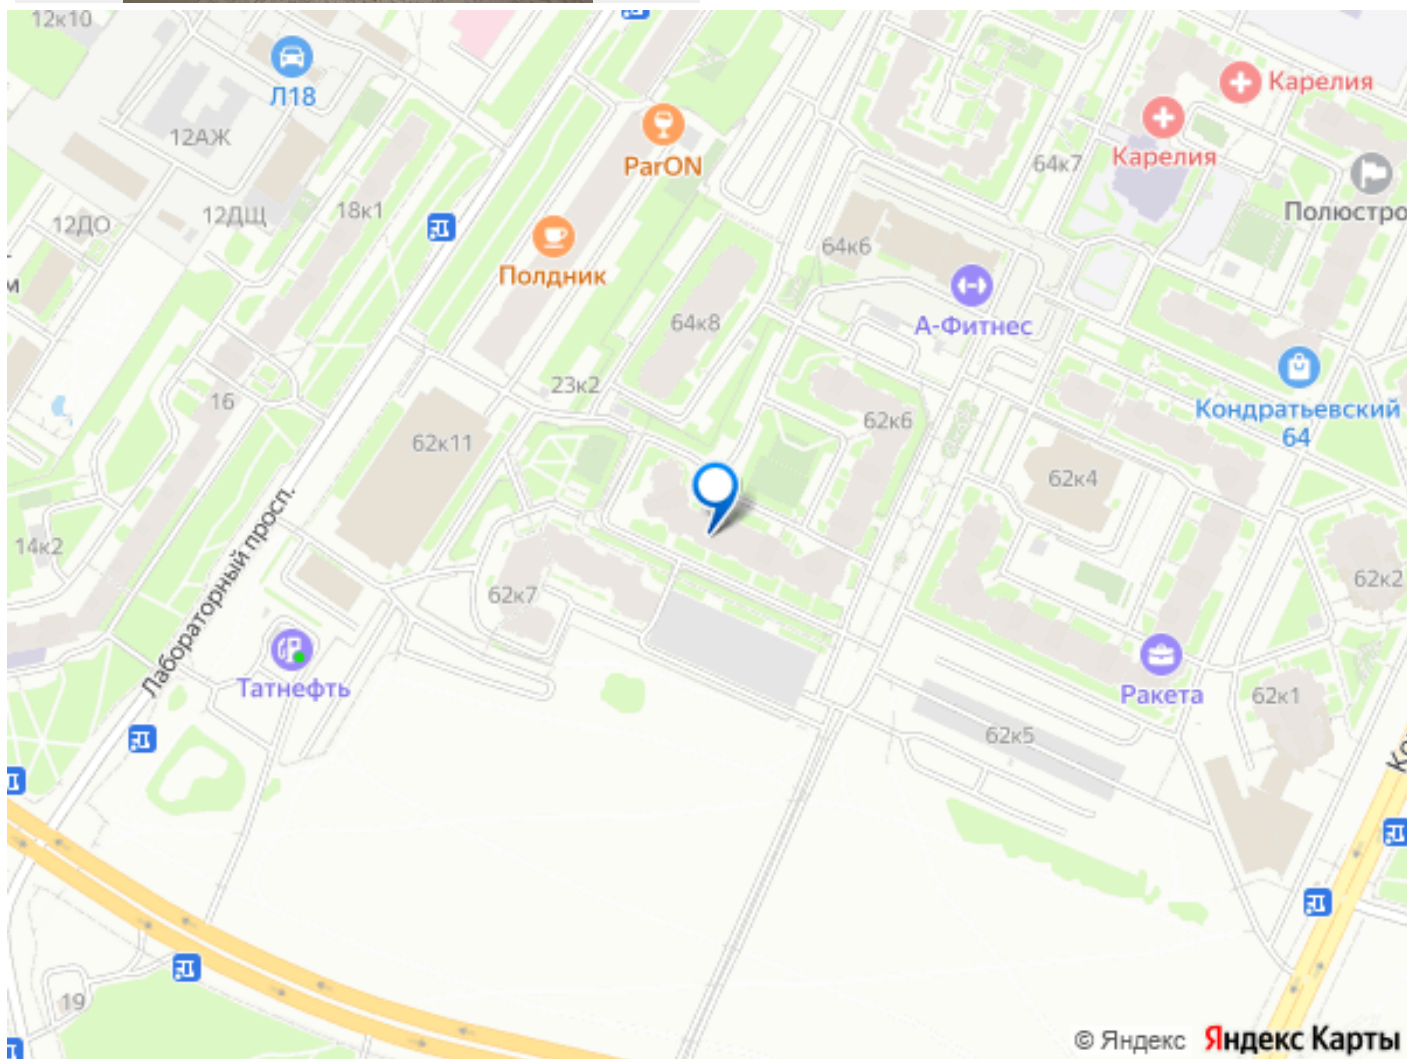 12к10
Л18
12АЖ
Карелия
Карелия
ParON
64к7
Полюстро
12ДО
12ДЩ
18к1
64к6
м
Полдник
А-Фитнес
64к8
23к2
16
Кондратьевский
64
62к6
62к11
62к4
14к2
Лабораторный просп.
62к7
62к2
Татнефть
Ракета
62к1
62к5
Ко
19
© Яндекс Яндекс Карты